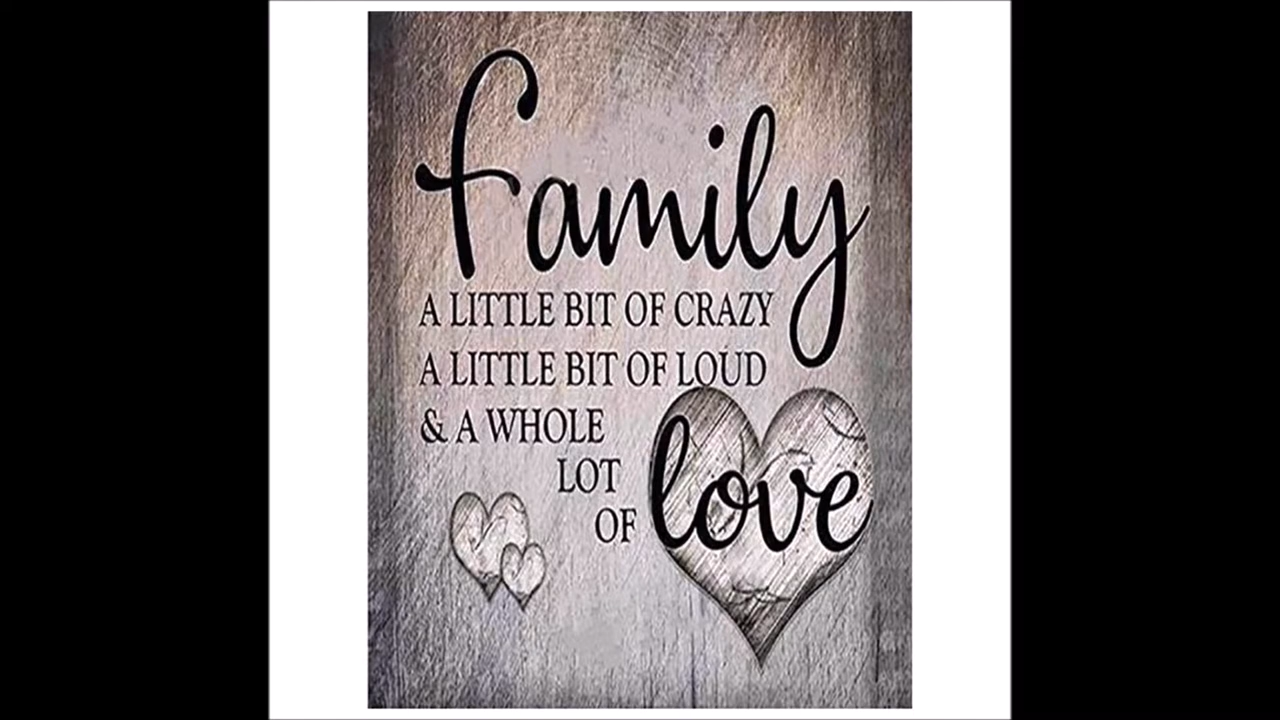 Family
A LITTLE BIT OF CRAZY
A LITTLE BIT OF LOUD
& A WHOLE
LOT
OF love